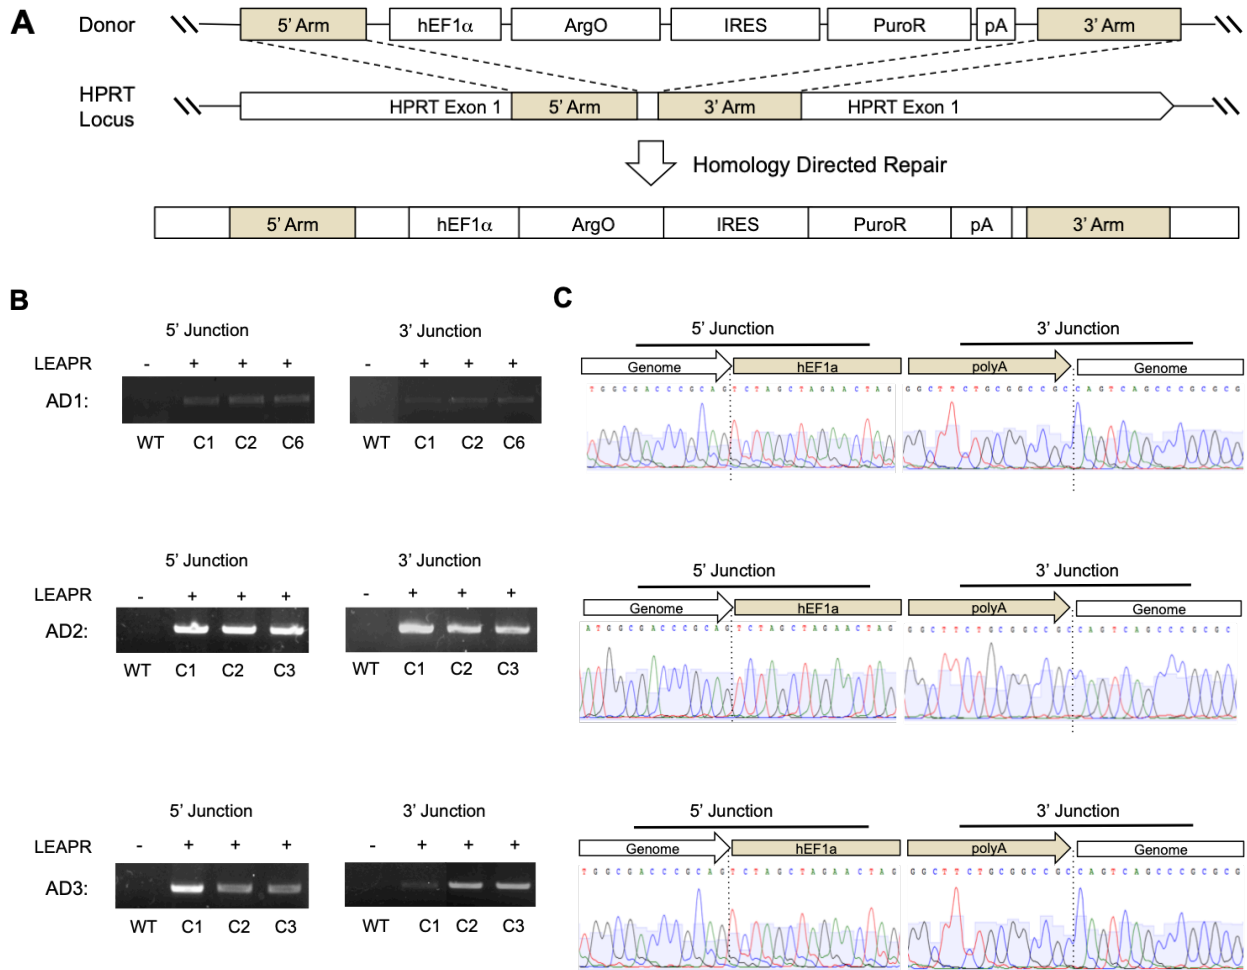 A
Donor
5’ Arm
hEF1α
ArgO
IRES
PuroR
pA
3’ Arm
HPRT
Locus
HPRT Exon 1
5’ Arm
3’ Arm
HPRT Exon 1
Homology Directed Repair
5’ Arm
hEF1α
ArgO
IRES
PuroR
pA
3’ Arm
B
5’ Junction
3’ Junction
LEAPR - + + + - + + +
AD1:
WT C1 C2 C6 WT C1 C2 C6
5’ Junction
3’ Junction
LEAPR - + + + - + + +
AD2:
WT C1 C2 C3 WT C1 C2 C3
5’ Junction
3’ Junction
LEAPR - + + + - + + +
AD3:
WT C1 C2 C3 WT C1 C2 C3
C
5’ Junction
3’ Junction
Genome hEF1a polyA Genome
T G G C G A C C C G C A G T C T A G C T A G A A C T A G
G G C T T C T G C G G C C G C C A G T C A G C C C G C G C G
5’ Junction
3’ Junction
Genome hEF1a polyA Genome
A T G G C G A C C C G C A G T C T A G C T A G A A C T A G
G G C T T C T G C G G C C G C C A G T C A G C C C G C G C
5’ Junction
3’ Junction
Genome hEF1a polyA Genome
T G G C G A C C C G C A G T C T A G C T A G A A C T A G
G G C T T C T G C G G C C G C C A G T C A G C C C G C G C G